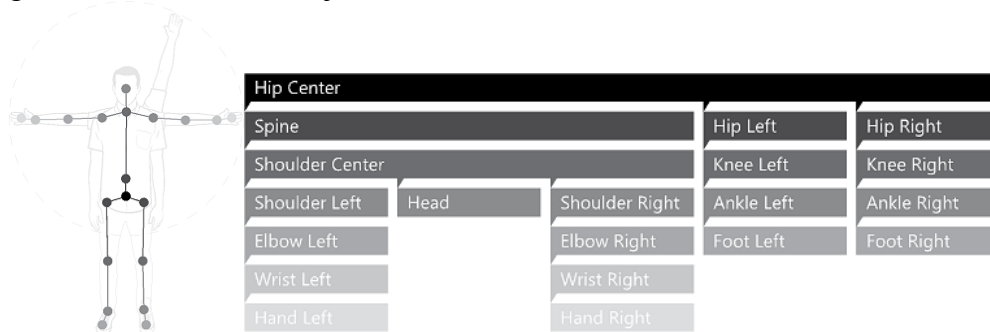 Hip Center
Spine Hip Left Hip Right
Shoulder Center Knee Left Knee Right
Shoulder Left Head Shoulder Right Ankle Left Ankle Right
Elbow Left Elbow Right Foot Left Foot Right
Wrist Left Wrist Right
Hand Left Hand Right